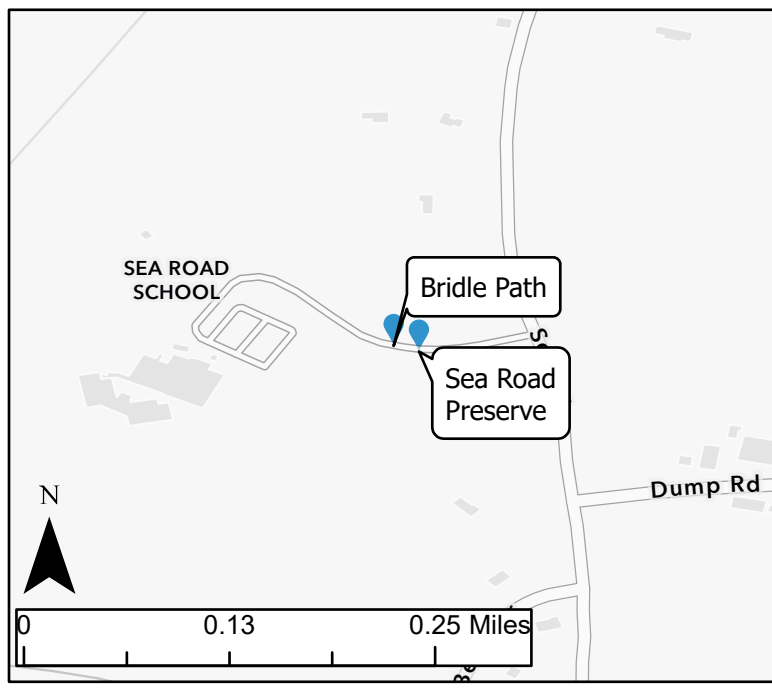 SEA ROAD
SCHOOL
Bridle Path
Sea Road
Preserve
Dump Rd
N
0 0.13 0.25 Miles